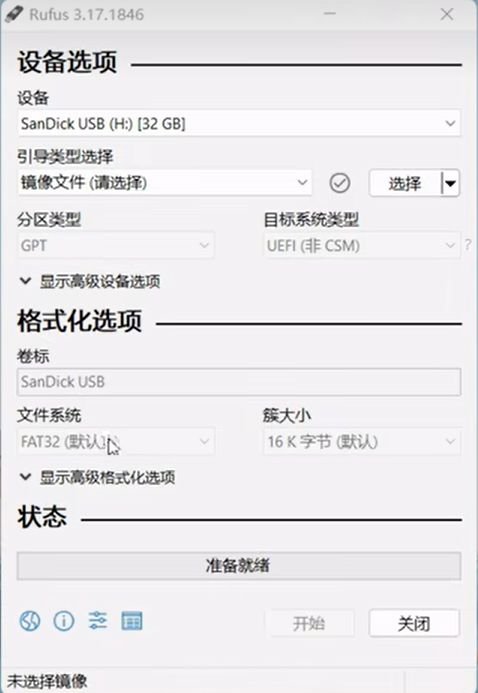 Rufus 3.17.1846
设备选项
设备
SanDick USB (H:) [32 GB]
引导类型选择
镜像文件 (请选择)
选择
分区类型 目标系统类型
GPT UEFI (非 CSM) ?
显示高级设备选项
格式化选项
卷标
SanDick USB
文件系统 簇大小
FAT32 (默认) 16 K 字节 (默认)
显示高级格式化选项
状态
准备就绪
开始 关闭
未选择镜像